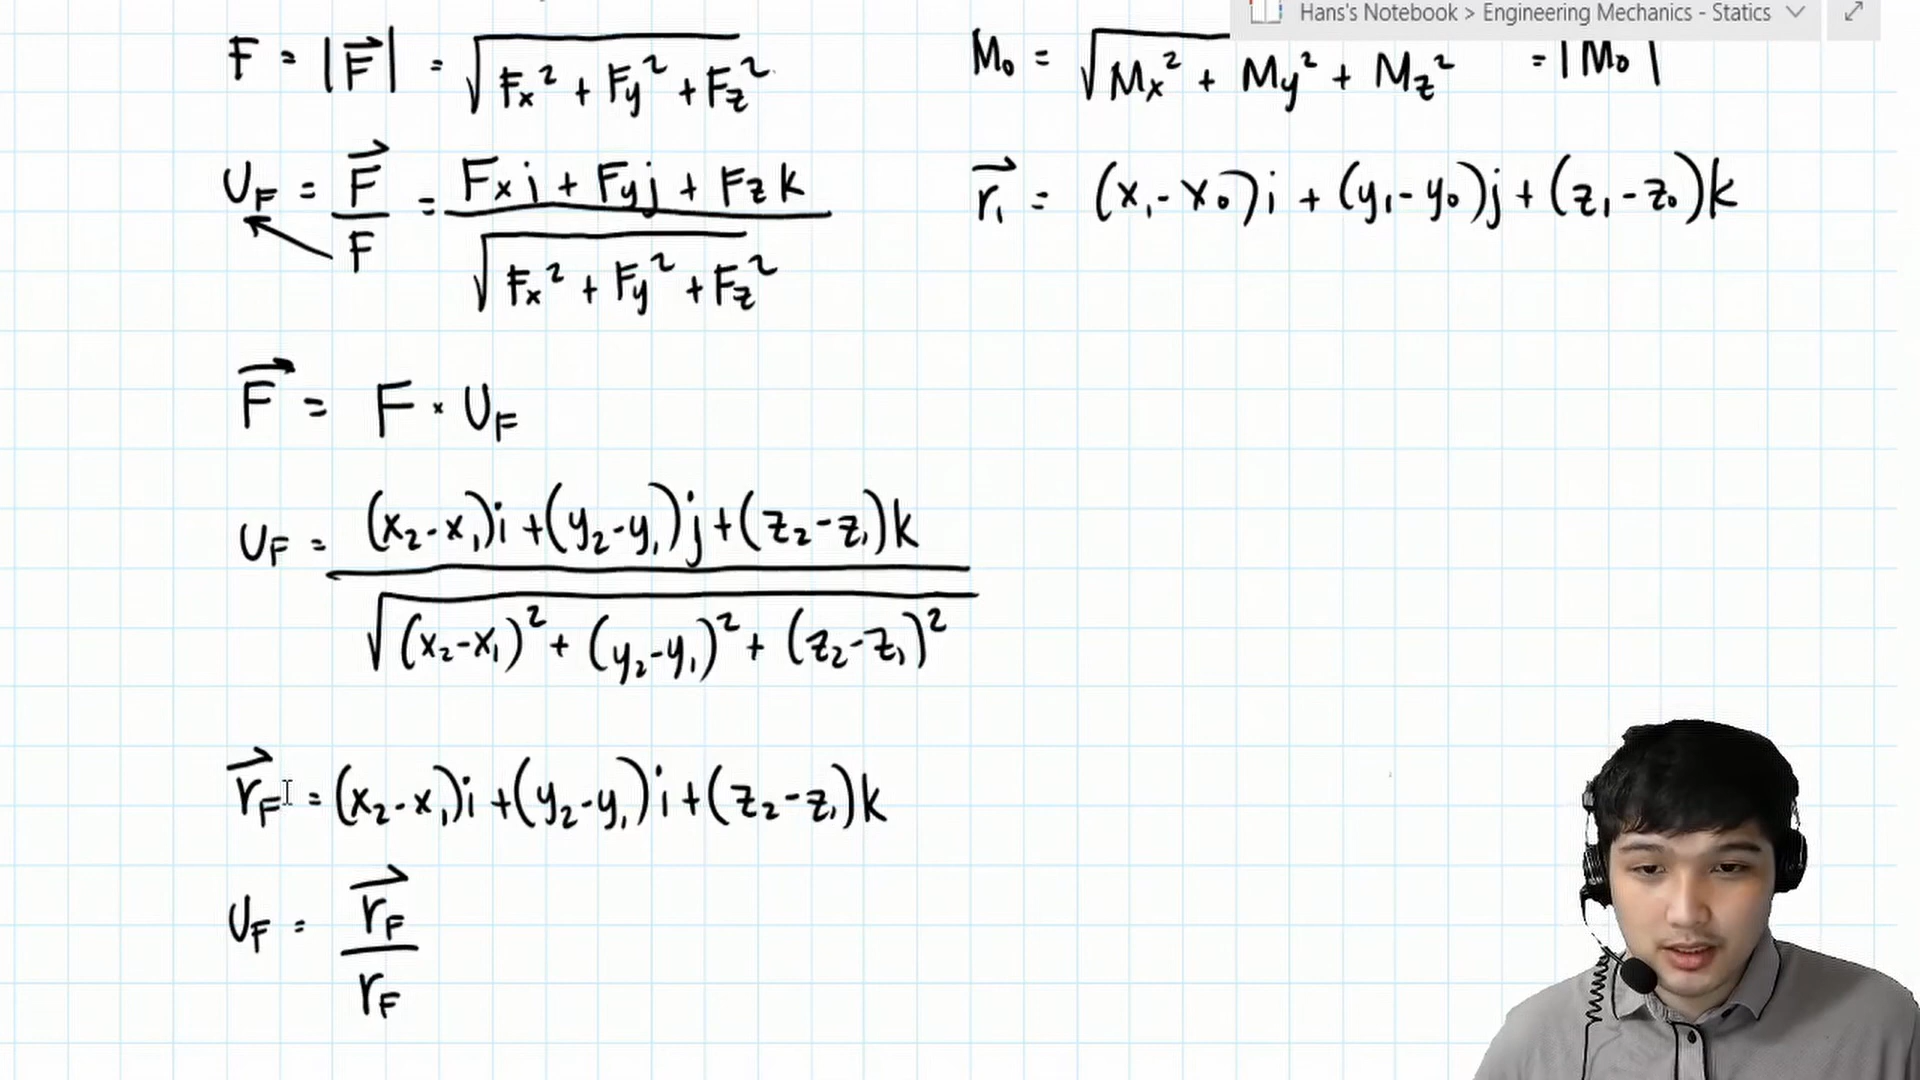 Hans's Notebook > Engineering Mechanics - Statics
F = |F⃗| = √(Fx² + Fy² + Fz²)
U_F = F⃗ / F = (Fx i + Fy j + Fz k) / √(Fx² + Fy² + Fz²)
F⃗ = F · U_F
U_F = ((x₂-x₁)i + (y₂-y₁)j + (z₂-z₁)k) / √((x₂-x₁)² + (y₂-y₁)² + (z₂-z₁)²)
r⃗_F = (x₂-x₁)i + (y₂-y₁)i + (z₂-z₁)k
U_F = r⃗_F / r_F
M₀ = √(Mx² + My² + Mz²) = |M₀|
r⃗₁ = (x₁-x₀)i + (y₁-y₀)j + (z₁-z₀)k